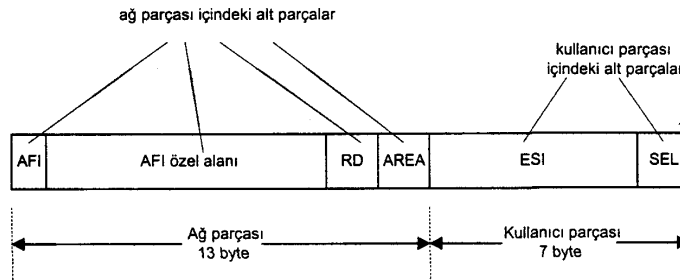 ağ parçası içindeki alt parçalar
kullanıcı parçası
içindeki alt parçalar
AFI
AFI özel alanı
RD
AREA
ESI
SEL
Ağ parçası
13 byte
Kullanıcı parçası
7 byte